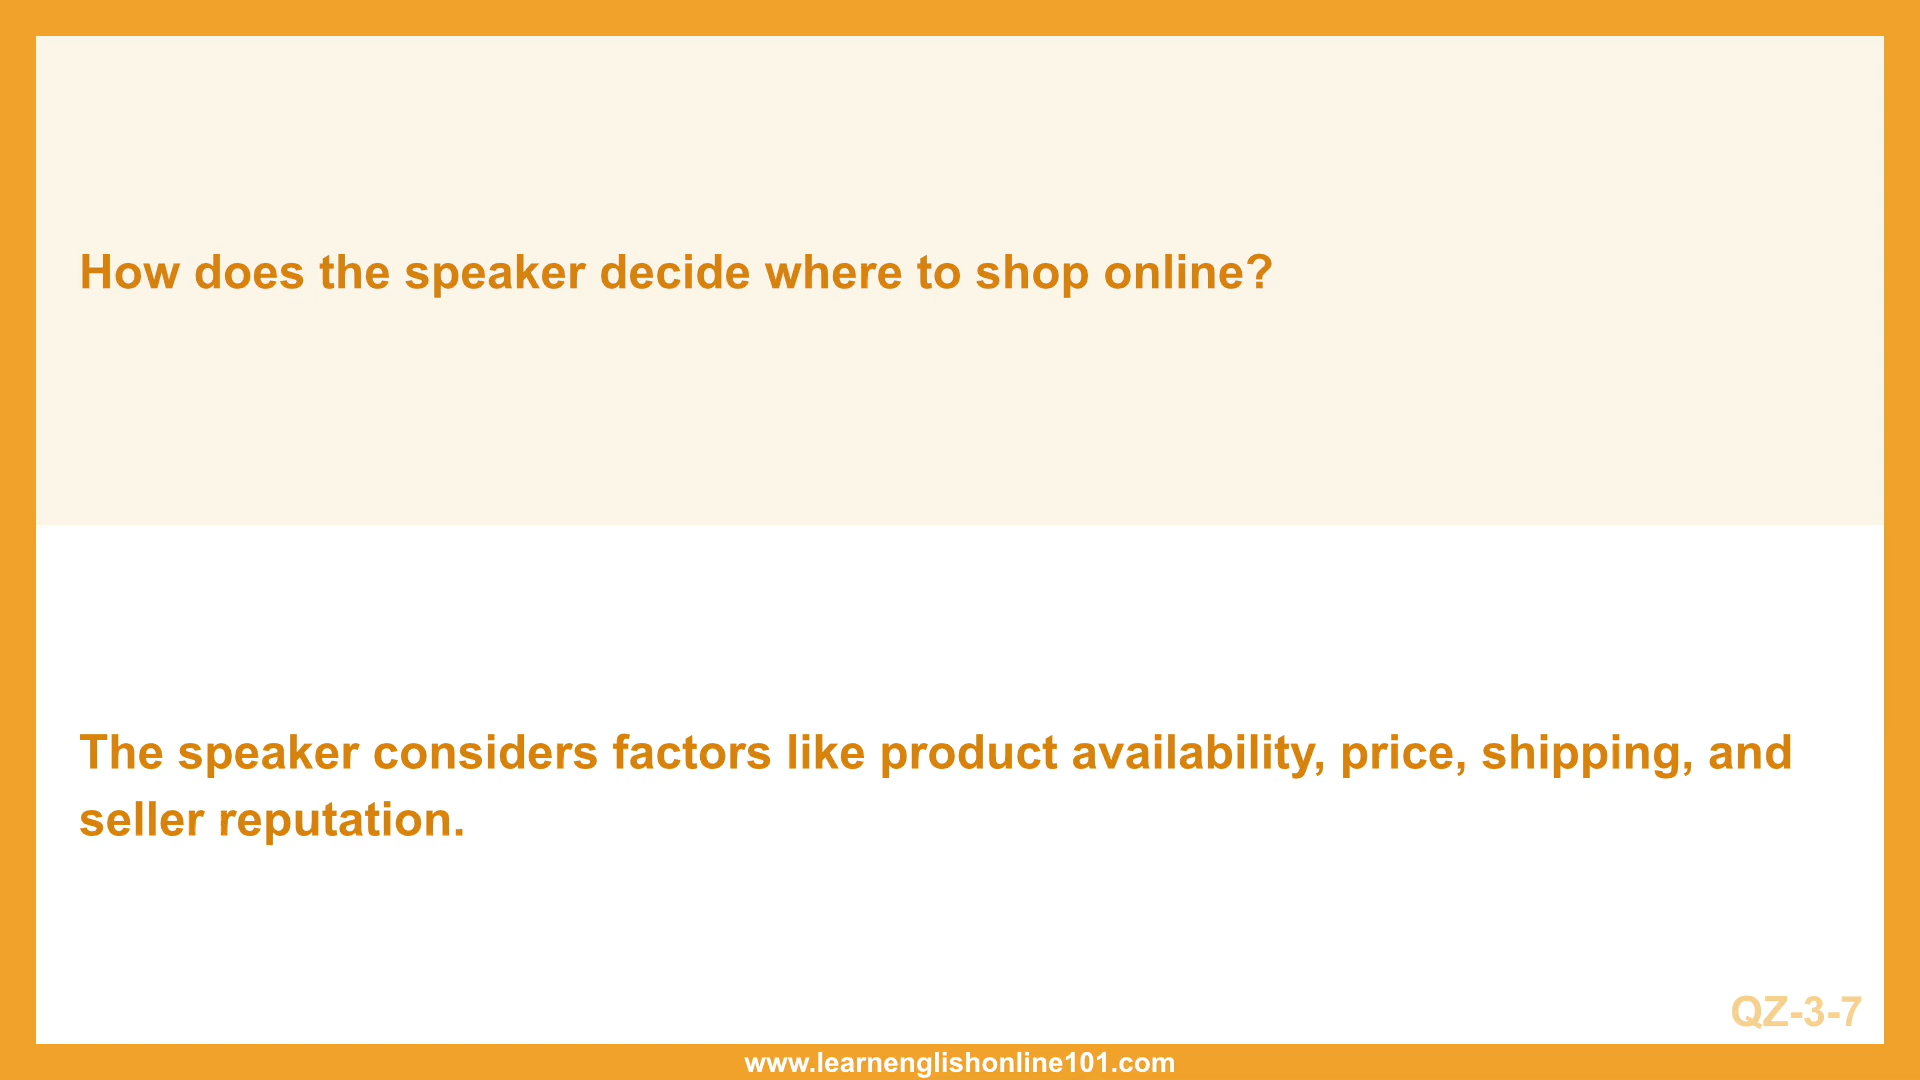 How does the speaker decide where to shop online?
The speaker considers factors like product availability, price, shipping, and
seller reputation.
QZ-3-7
www.learnenglishonline101.com